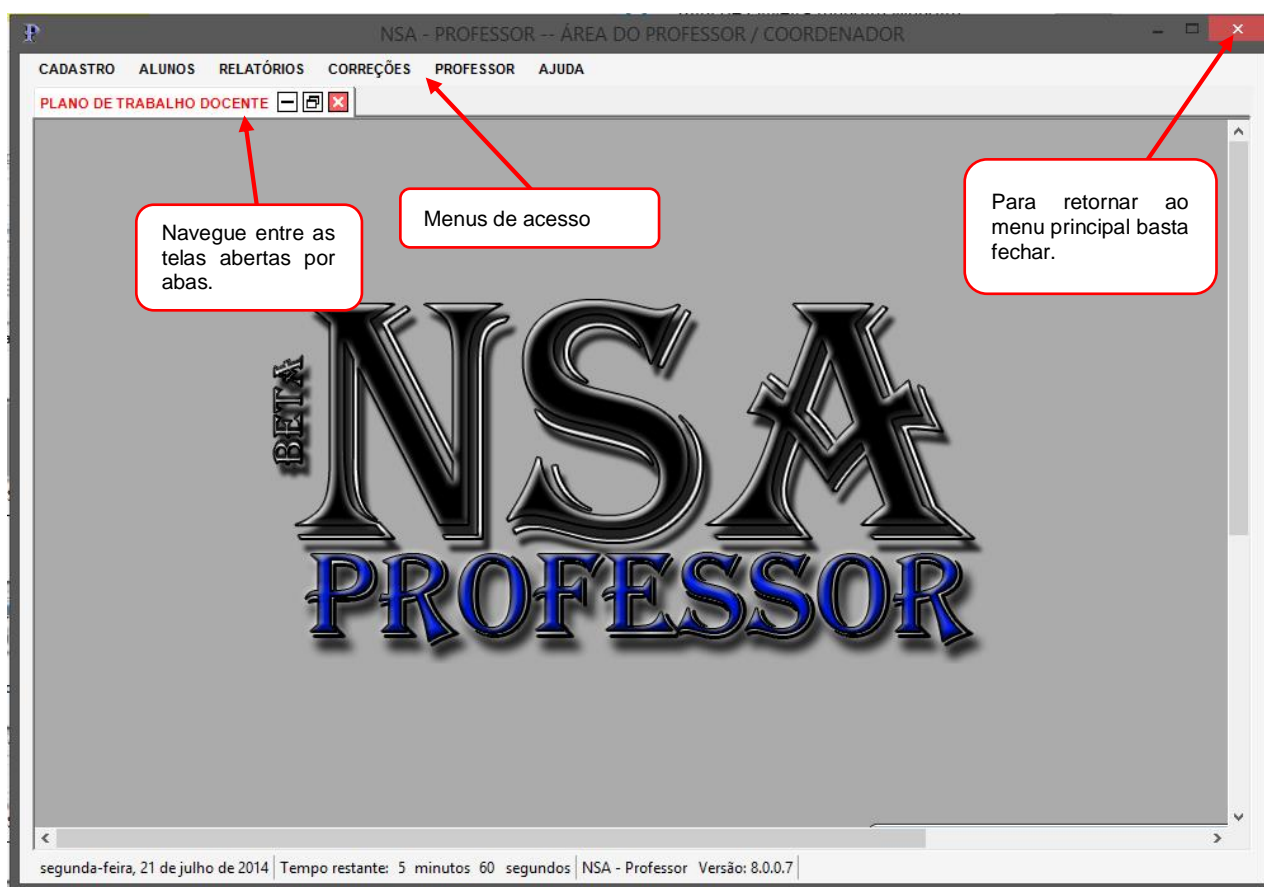 NSA - PROFESSOR -- ÁREA DO PROFESSOR / COORDENADOR
CADASTRO ALUNOS RELATÓRIOS CORREÇÕES PROFESSOR AJUDA
PLANO DE TRABALHO DOCENTE
Navegue entre as
telas abertas por
abas.
Menus de acesso
Para retornar ao
menu principal basta
fechar.
BETA
NSA
PROFESSOR
segunda-feira, 21 de julho de 2014 Tempo restante: 5 minutos 60 segundos NSA - Professor Versão: 8.0.0.7